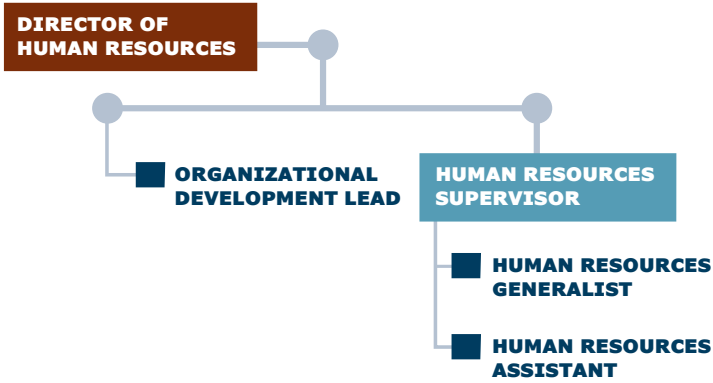 DIRECTOR OF
HUMAN RESOURCES
ORGANIZATIONAL
DEVELOPMENT LEAD
HUMAN RESOURCES
SUPERVISOR
HUMAN RESOURCES
GENERALIST
HUMAN RESOURCES
ASSISTANT